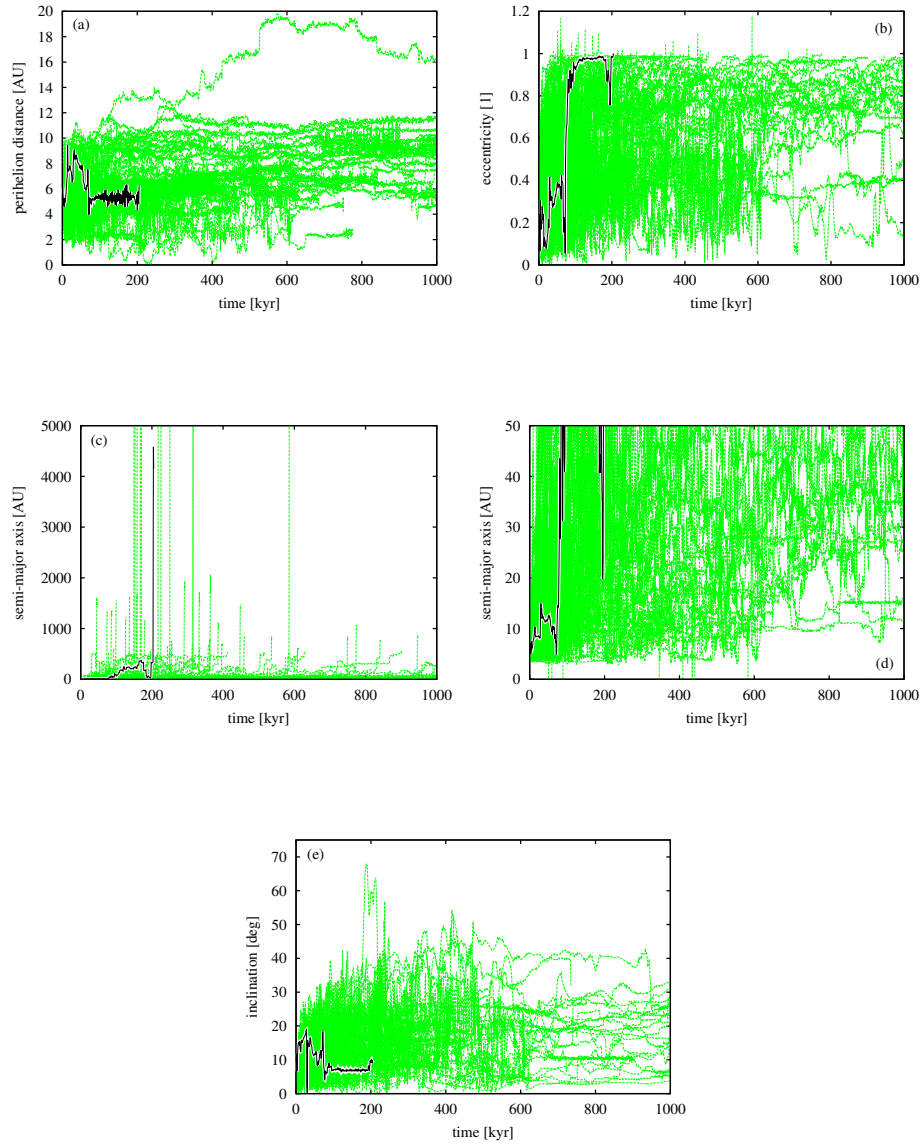 (a)
perihelion distance [AU]
20
18
16
14
12
10
8
6
4
2
0
0 200 400 600 800 1000
time [kyr]
(b)
eccentricity [1]
1.2
1
0.8
0.6
0.4
0.2
0
0 200 400 600 800 1000
time [kyr]
(c)
semi-major axis [AU]
5000
4000
3000
2000
1000
0
0 200 400 600 800 1000
time [kyr]
semi-major axis [AU]
50
40
30
20
10
0
(d)
0 200 400 600 800 1000
time [kyr]
(e)
inclination [deg]
70
60
50
40
30
20
10
0
0 200 400 600 800 1000
time [kyr]